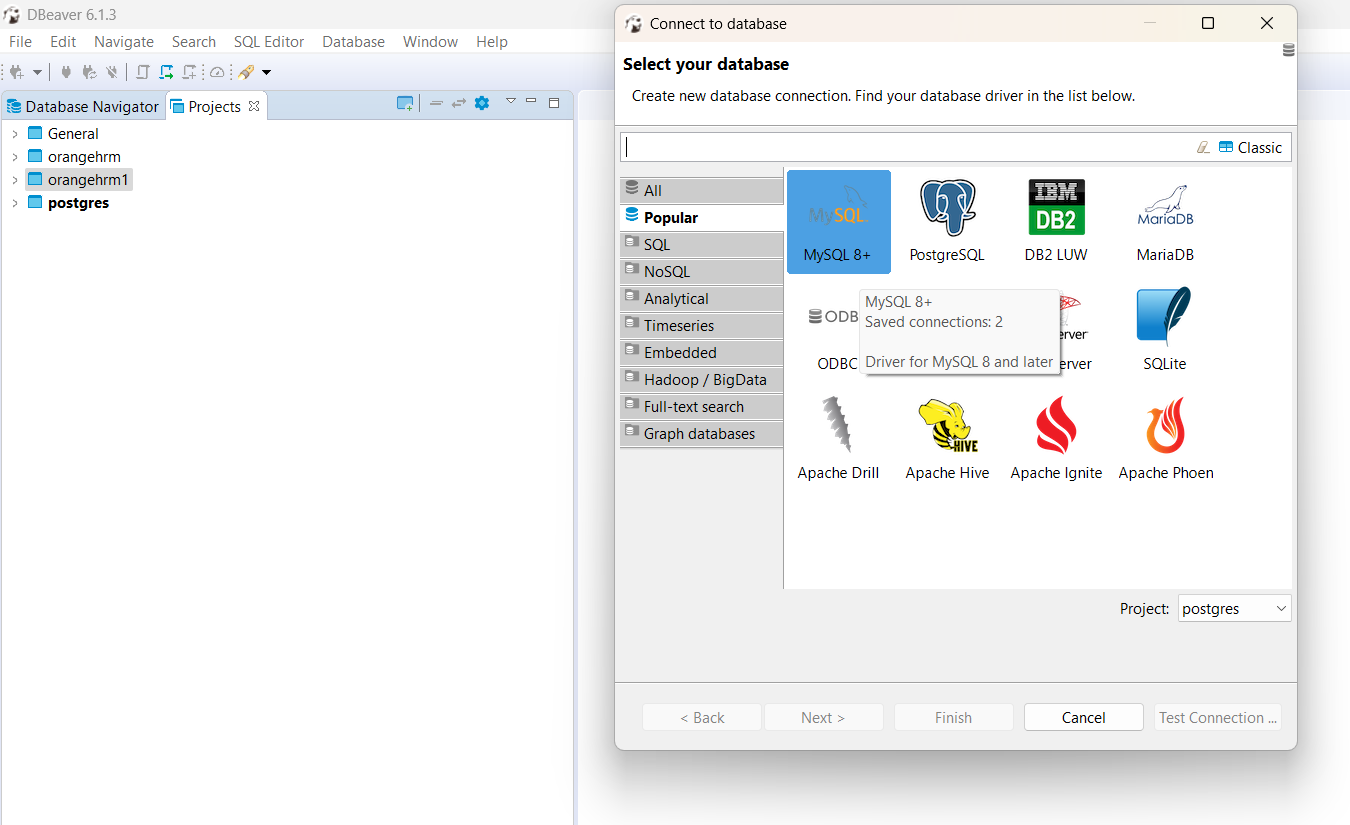 DBeaver 6.1.3
File Edit Navigate Search SQL Editor Database Window Help
Database Navigator Projects
General
orangehrm
orangehrm1
postgres
Connect to database
Select your database
Create new database connection. Find your database driver in the list below.
Classic
All
Popular
SQL
NoSQL
Analytical
Timeseries
Embedded
Hadoop / BigData
Full-text search
Graph databases
MySQL IBM DB2 MariaDB
MySQL 8+ PostgreSQL DB2 LUW MariaDB
ODB erver
MySQL 8+
Saved connections: 2
Driver for MySQL 8 and later
ODBC erver SQLite
HIVE
Apache Drill Apache Hive Apache Ignite Apache Phoen
Project: postgres
< Back Next > Finish Cancel Test Connection ...